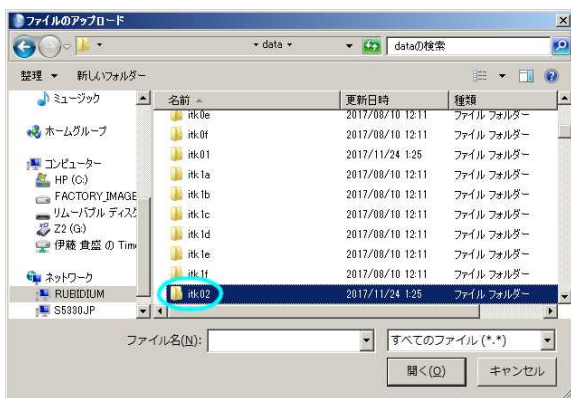 ファイルのアップロード
data
dataの検索
整理 新しいフォルダー
ミュージック
ホームグループ
コンピューター
HP (C:)
FACTORY_IMAGE
リムーバブル ディスク
Z2 (G:)
伊藤 貴盛 の Tim
ネットワーク
RUBIDIUM
S5330JP
名前 更新日時 種類
itk0e 2017/08/10 12:11 ファイル フォルダー
itk0f 2017/08/10 12:11 ファイル フォルダー
itk01 2017/11/24 1:25 ファイル フォルダー
itk1a 2017/08/10 12:11 ファイル フォルダー
itk1b 2017/08/10 12:11 ファイル フォルダー
itk1c 2017/08/10 12:11 ファイル フォルダー
itk1d 2017/08/10 12:11 ファイル フォルダー
itk1e 2017/08/10 12:11 ファイル フォルダー
itk1f 2017/08/10 12:11 ファイル フォルダー
itk02 2017/11/24 1:25 ファイル フォルダー
ファイル名(N):
すべてのファイル (*.*)
開く(O) キャンセル